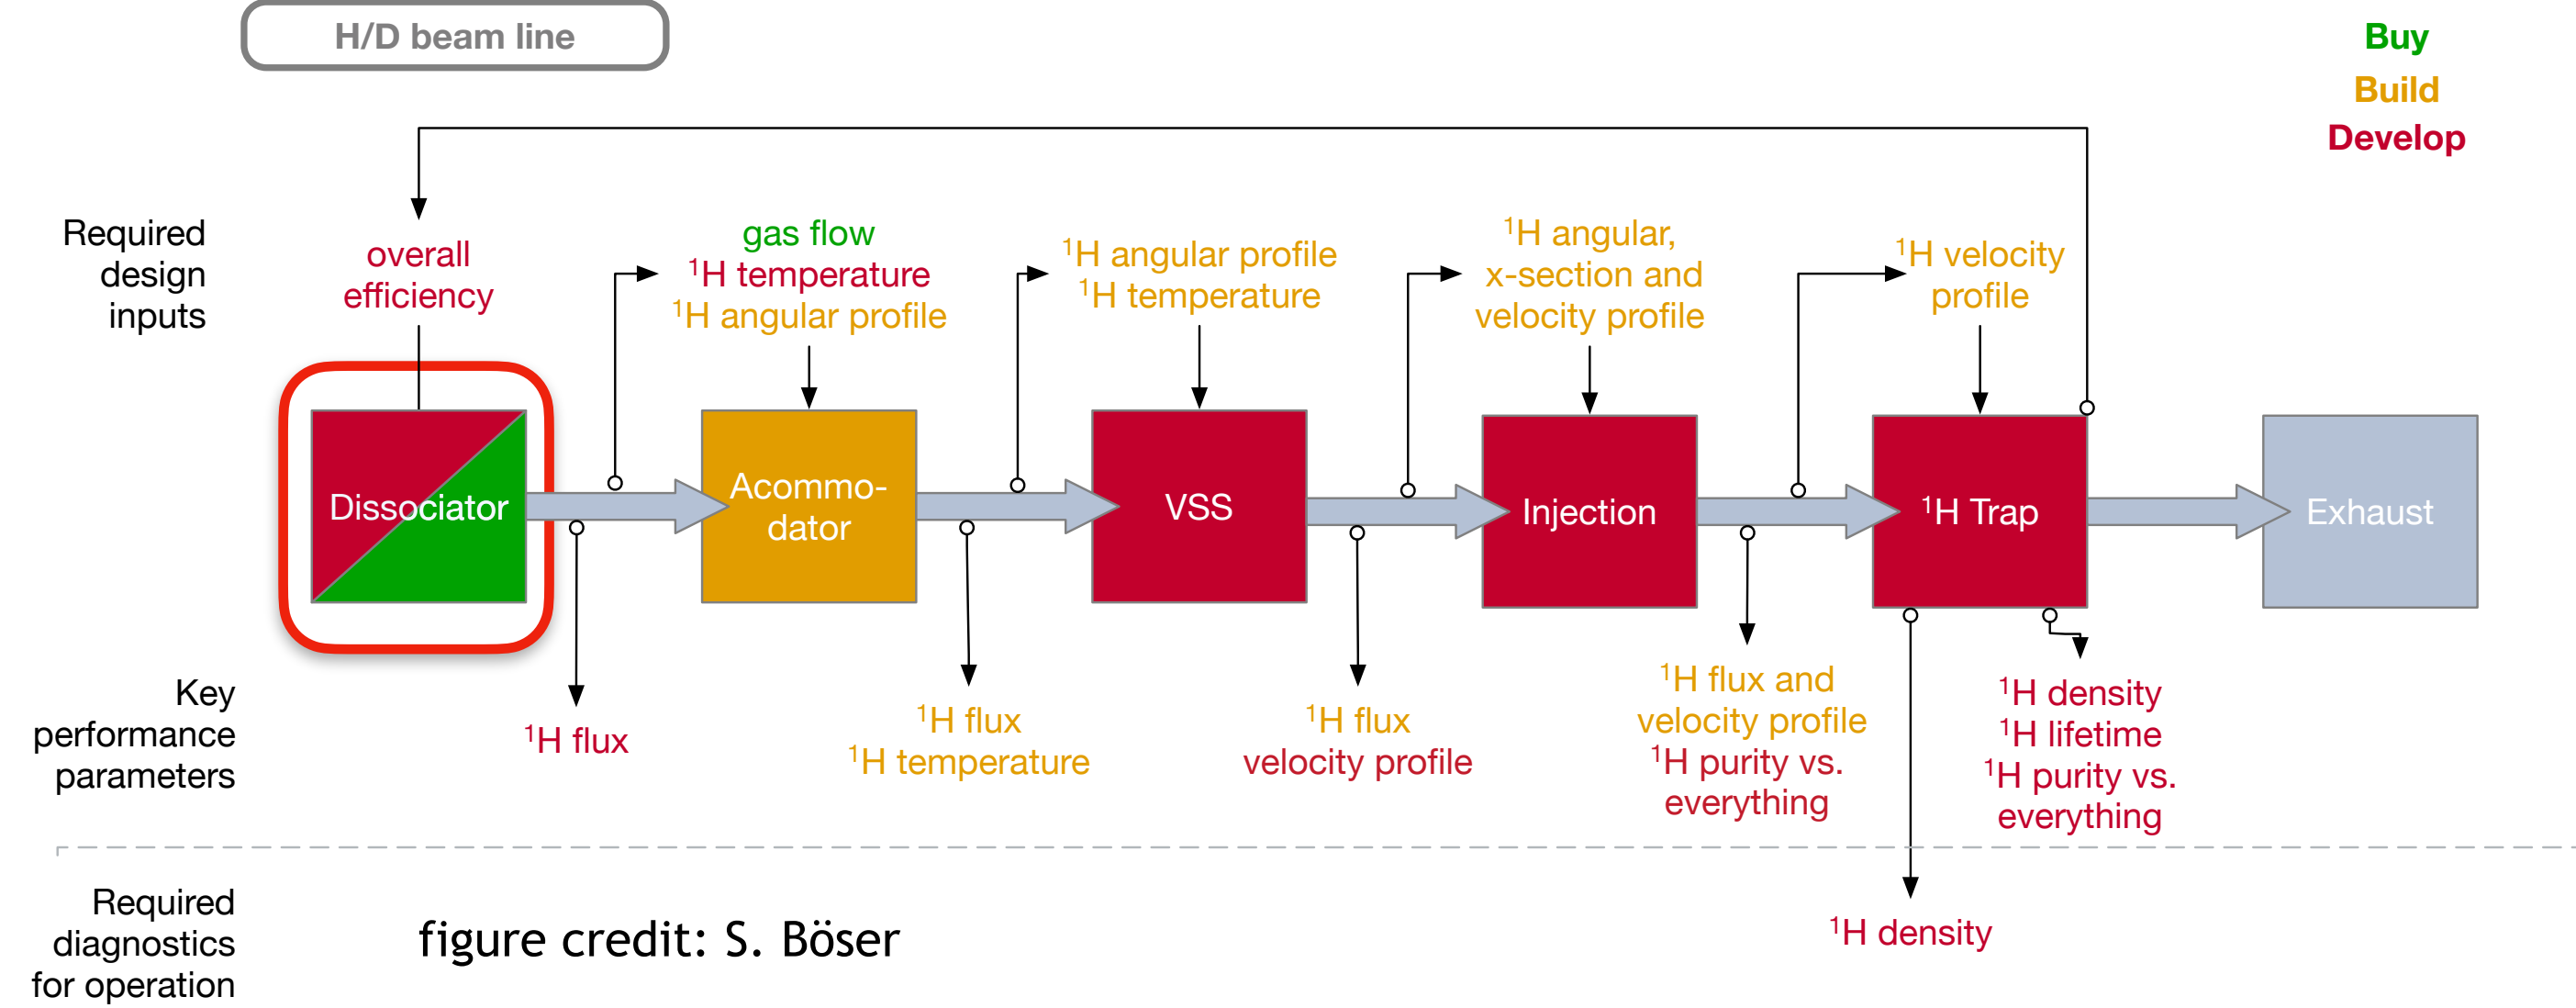 H/D beam line
Buy
Build
Develop
Required
design
inputs
overall
efficiency
gas flow
¹H temperature
¹H angular profile
¹H angular profile
¹H temperature
¹H angular,
x-section and
velocity profile
¹H velocity
profile
Dissociator
Acommo-
dator
VSS
Injection
¹H Trap
Exhaust
Key
performance
parameters
¹H flux
¹H flux
¹H temperature
¹H flux
velocity profile
¹H flux and
velocity profile
¹H purity vs.
everything
¹H density
¹H lifetime
¹H purity vs.
everything
Required
diagnostics
for operation
figure credit: S. Böser
¹H density